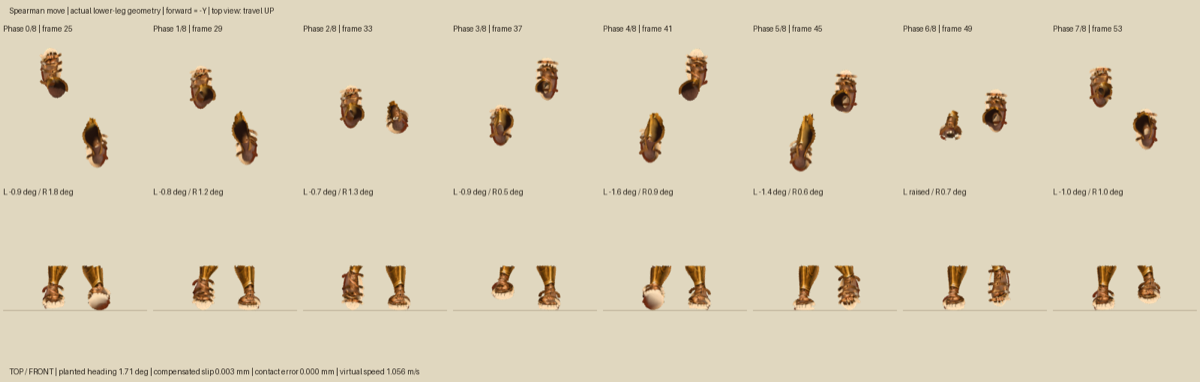 Spearman move | actual lower-leg geometry | forward = -Y | top view: travel UP
Phase 0/8 | frame 25
Phase 1/8 | frame 29
Phase 2/8 | frame 33
Phase 3/8 | frame 37
Phase 4/8 | frame 41
Phase 5/8 | frame 45
Phase 6/8 | frame 49
Phase 7/8 | frame 53
L -0.9 deg / R 1.8 deg
L -0.8 deg / R 1.2 deg
L -0.7 deg / R 1.3 deg
L -0.9 deg / R 0.5 deg
L -1.6 deg / R 0.9 deg
L -1.4 deg / R 0.6 deg
L raised / R 0.7 deg
L -1.0 deg / R 1.0 deg
TOP / FRONT | planted heading 1.71 deg | compensated slip 0.003 mm | contact error 0.000 mm | virtual speed 1.056 m/s